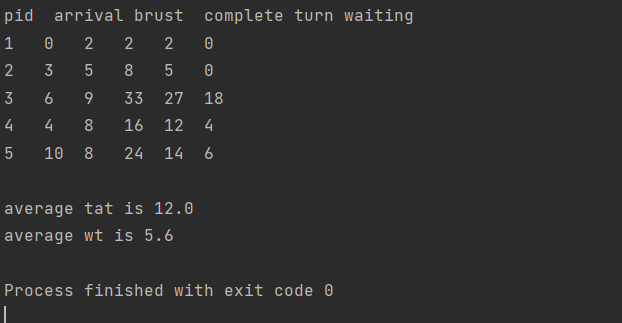 pid  arrival brust  complete turn waiting
1   0   2   2   2   0
2   3   5   8   5   0
3   6   9   33  27  18
4   4   8   16  12  4
5   10  8   24  14  6
average tat is 12.0
average wt is 5.6
Process finished with exit code 0